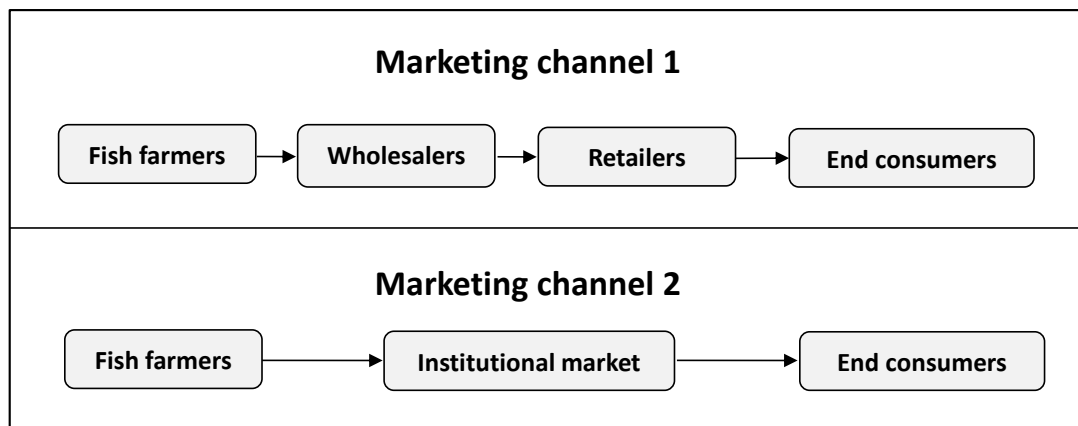 Marketing channel 1
Fish farmers
Wholesalers
Retailers
End consumers
Marketing channel 2
Fish farmers
Institutional market
End consumers